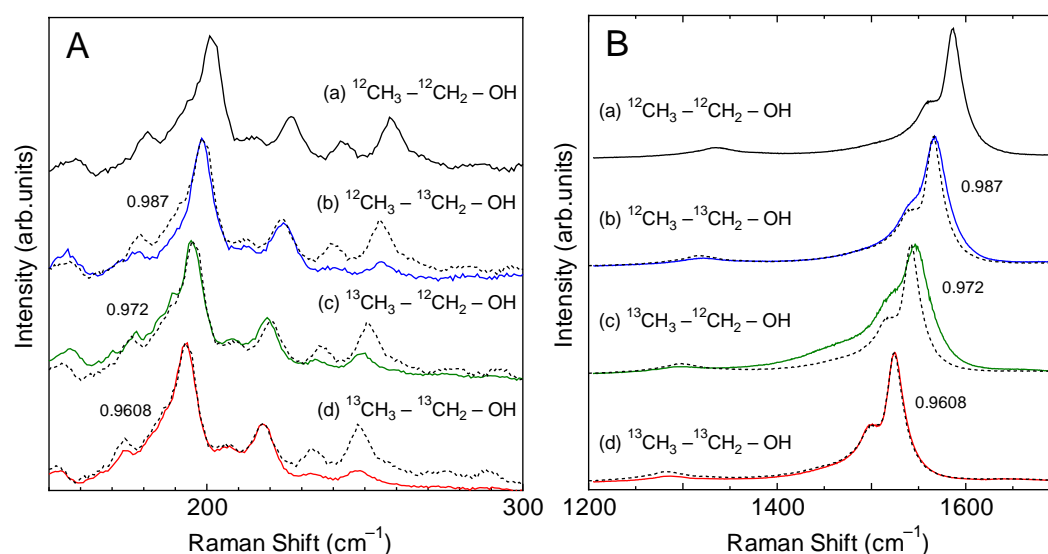 A
(a) ¹²CH₃ –¹²CH₂ – OH
0.987
(b) ¹²CH₃ – ¹³CH₂ – OH
0.972
(c) ¹³CH₃ – ¹²CH₂ – OH
0.9608
(d) ¹³CH₃ – ¹³CH₂ – OH
Intensity (arb.units)
200
300
Raman Shift (cm⁻¹)
B
(a) ¹²CH₃ –¹²CH₂ – OH
0.987
(b) ¹²CH₃ –¹³CH₂ – OH
0.972
(c) ¹³CH₃ –¹²CH₂ – OH
0.9608
(d) ¹³CH₃ –¹³CH₂ – OH
Intensity (arb.units)
1200
1400
1600
Raman Shift (cm⁻¹)